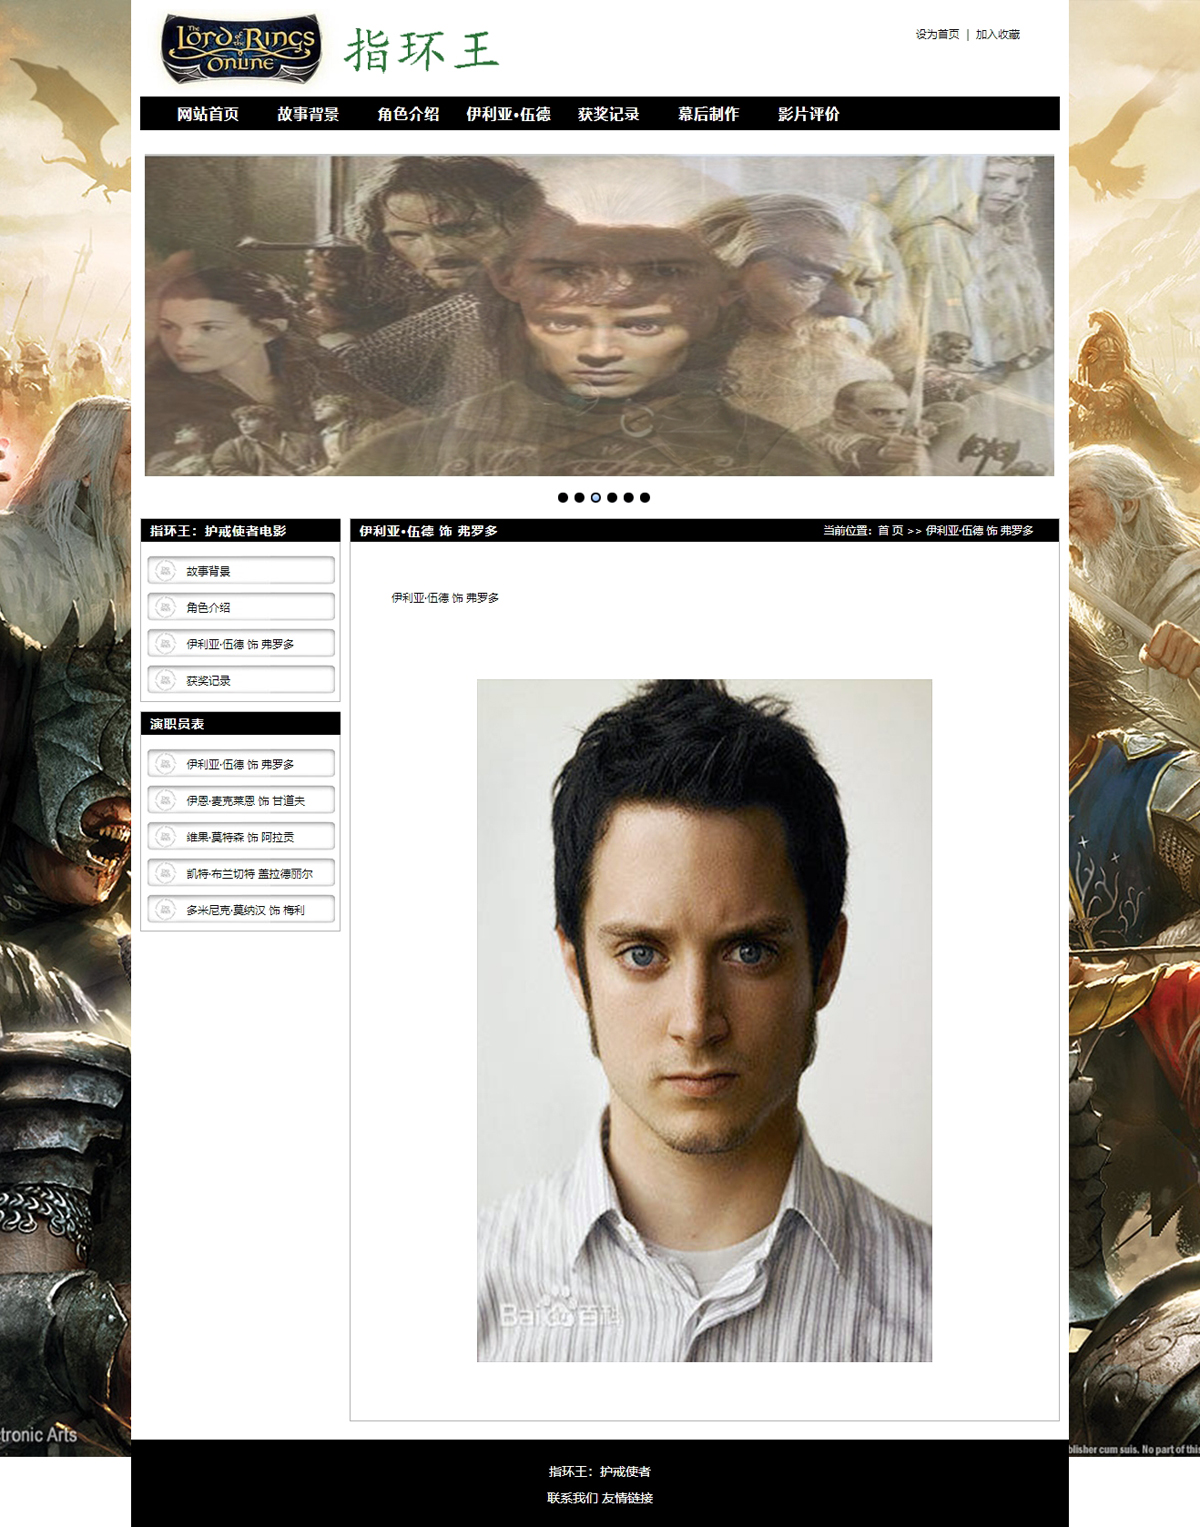 The
Lord of the Rings
Online
指环王
设为首页 | 加入收藏
网站首页 故事背景 角色介绍 伊利亚·伍德 获奖记录 幕后制作 影片评价
指环王：护戒使者电影
故事背景
角色介绍
伊利亚·伍德 饰 弗罗多
获奖记录
演职员表
伊利亚·伍德 饰 弗罗多
伊恩·麦克莱恩 饰 甘道夫
维果·莫特森 饰 阿拉贡
凯特·布兰切特 盖拉德丽尔
多米尼克·莫纳汉 饰 梅利
伊利亚·伍德 饰 弗罗多
当前位置：首 页 >> 伊利亚·伍德 饰 弗罗多
伊利亚·伍德 饰 弗罗多
Bai 百科
tronic Arts
blisher cum suis. No part of this
指环王：护戒使者
联系我们 友情链接